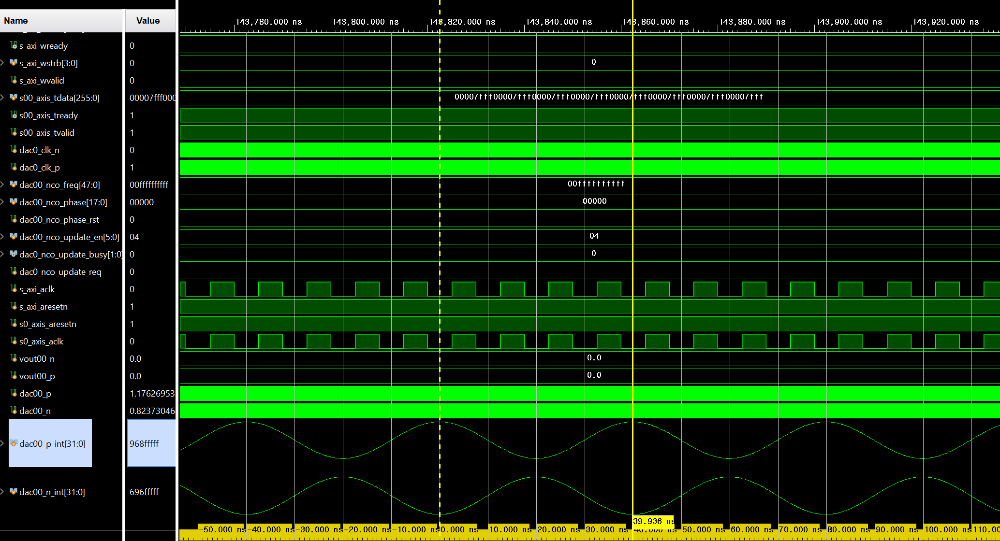 Name Value
143,780.000 ns 143,800.000 ns 143,820.000 ns 143,840.000 ns 143,860.000 ns 143,880.000 ns 143,900.000 ns 143,920.000 ns
s_axi_wready 0
s_axi_wstrb[3:0] 0 0
s_axi_wvalid 0
s00_axis_tdata[255:0] 00007fff000 00007fff00007fff00007fff00007fff00007fff00007fff00007fff00007fff
s00_axis_tready 1
s00_axis_tvalid 1
dac0_clk_n 0
dac0_clk_p 1
dac00_nco_freq[47:0] 00ffffffffff 00ffffffffff
dac00_nco_phase[17:0] 00000 00000
dac00_nco_phase_rst 0
dac00_nco_update_en[5:0] 04 04
dac0_nco_update_busy[1:0] 0 0
dac0_nco_update_req 0
s_axi_aclk 0
s_axi_aresetn 1
s0_axis_aresetn 1
s0_axis_aclk 0
vout00_n 0.0 0.0
vout00_p 0.0 0.0
dac00_p 1.17626953
dac00_n 0.82373046
dac00_p_int[31:0] 968fffff
dac00_n_int[31:0] 696fffff
39.936 ns
-50.000 ns -40.000 ns -30.000 ns -20.000 ns -10.000 ns 0.000 ns 10.000 ns 20.000 ns 30.000 ns 40.000 ns 50.000 ns 60.000 ns 70.000 ns 80.000 ns 90.000 ns 100.000 ns 110.00